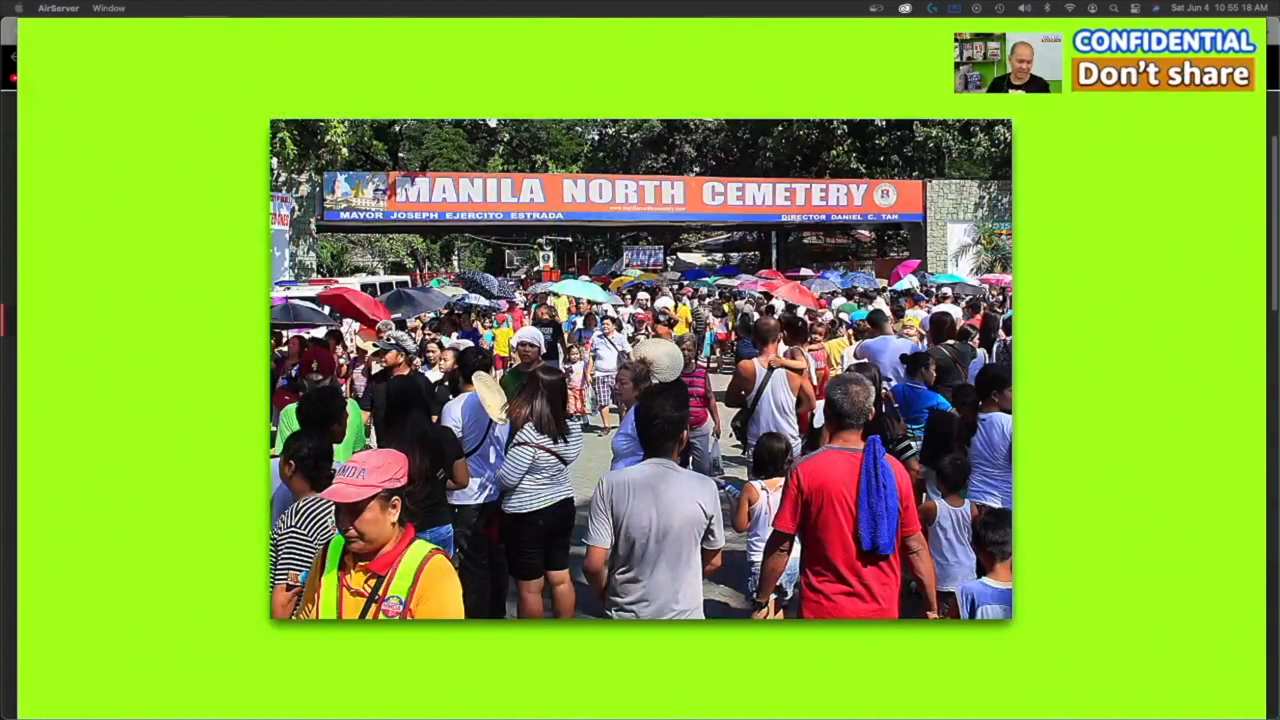 AirServer Window Sat Jun 4 10 55 18 AM
CONFIDENTIAL
Don't share
MANILA NORTH CEMETERY
MAYOR JOSEPH EJERCITO ESTRADA DIRECTOR DANIEL C. TAN
MMDA